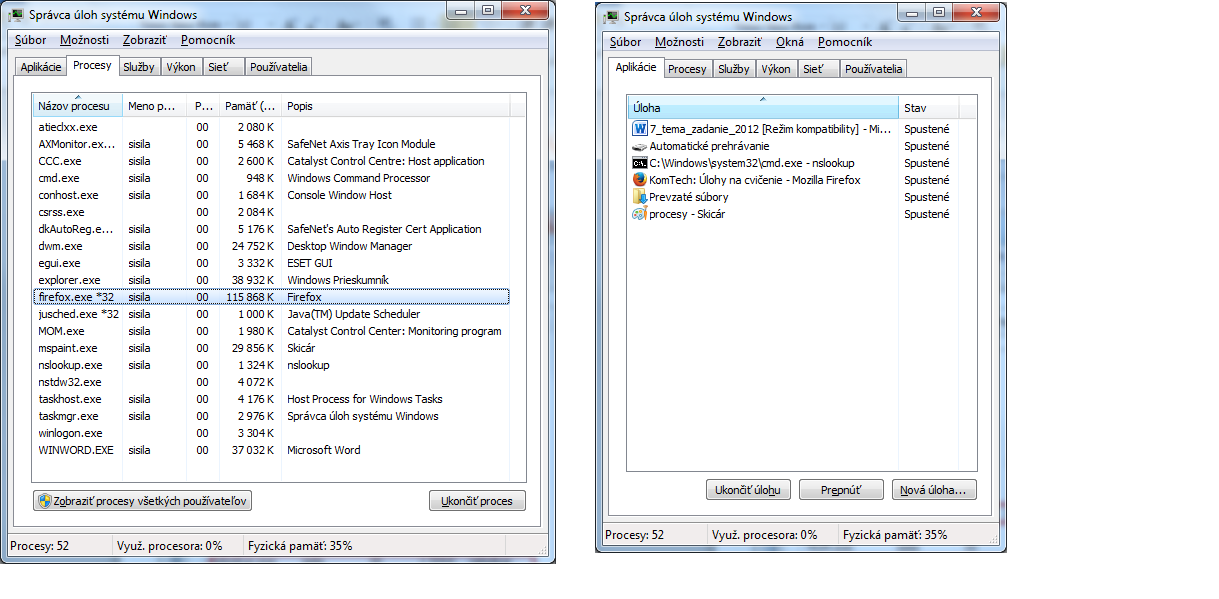 Správca úloh systému Windows
Súbor Možnosti Zobraziť Pomocník
Aplikácie Procesy Služby Výkon Sieť Používatelia
Názov procesu Meno p... P... Pamäť (... Popis
atieclxx.exe 00 2 080 K
AXMonitor.ex... sisila 00 5 468 K SafeNet Axis Tray Icon Module
CCC.exe sisila 00 2 600 K Catalyst Control Centre: Host application
cmd.exe sisila 00 948 K Windows Command Processor
conhost.exe sisila 00 1 684 K Console Window Host
csrss.exe 00 2 084 K
dkAutoReg.e... sisila 00 5 176 K SafeNet's Auto Register Cert Application
dwm.exe sisila 00 24 752 K Desktop Window Manager
egui.exe sisila 00 3 332 K ESET GUI
explorer.exe sisila 00 38 932 K Windows Prieskumník
firefox.exe *32 sisila 00 115 868 K Firefox
jusched.exe *32 sisila 00 1 000 K Java(TM) Update Scheduler
MOM.exe sisila 00 1 980 K Catalyst Control Center: Monitoring program
mspaint.exe sisila 00 29 856 K Skicár
nslookup.exe sisila 00 1 324 K nslookup
nstdw32.exe 00 4 072 K
taskhost.exe sisila 00 4 176 K Host Process for Windows Tasks
taskmgr.exe sisila 00 2 976 K Správca úloh systému Windows
winlogon.exe 00 3 304 K
WINWORD.EXE sisila 00 37 032 K Microsoft Word
Zobraziť procesy všetkých používateľov Ukončiť proces
Procesy: 52 Využ. procesora: 0% Fyzická pamäť: 35%
Správca úloh systému Windows
Súbor Možnosti Zobraziť Okná Pomocník
Aplikácie Procesy Služby Výkon Sieť Používatelia
Úloha Stav
7_tema_zadanie_2012 [Režim kompatibility] - Mi... Spustené
Automatické prehrávanie Spustené
C:\Windows\system32\cmd.exe - nslookup Spustené
KomTech: Úlohy na cvičenie - Mozilla Firefox Spustené
Prevzaté súbory Spustené
procesy - Skicár Spustené
Ukončiť úlohu Prepnúť Nová úloha...
Procesy: 52 Využ. procesora: 0% Fyzická pamäť: 35%